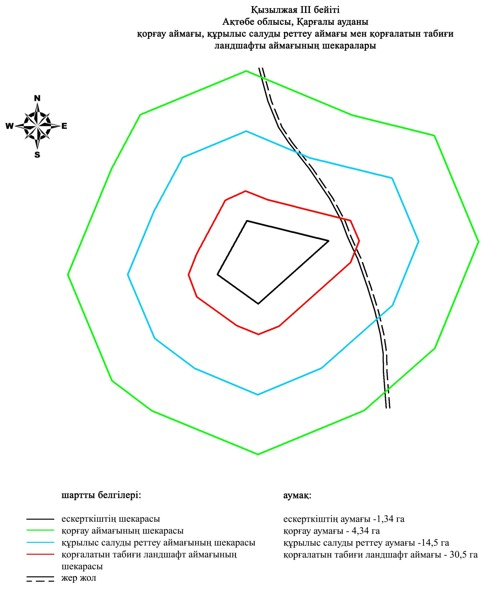 Қызылжая III бейіті
Ақтөбе облысы, Қарғалы ауданы
қорғау аймағы, құрылыс салуды реттеу аймағы мен қорғалатын табиғи
ландшафты аймағының шекаралары
N
W E
S
шартты белгілері: аумақ:
ескерткіштің шекарасы ескерткіштің аумағы -1,34 га
қорғау аймағының шекарасы қорғау аумағы - 4,34 га
құрылыс салуды реттеу аймағының шекарасы құрылыс салуды реттеу аумағы -14,5 га
қорғалатын табиғи ландшафт аймағының қорғалатын табиғи ландшафт аймағы - 30,5 га
шекарасы
жер жол